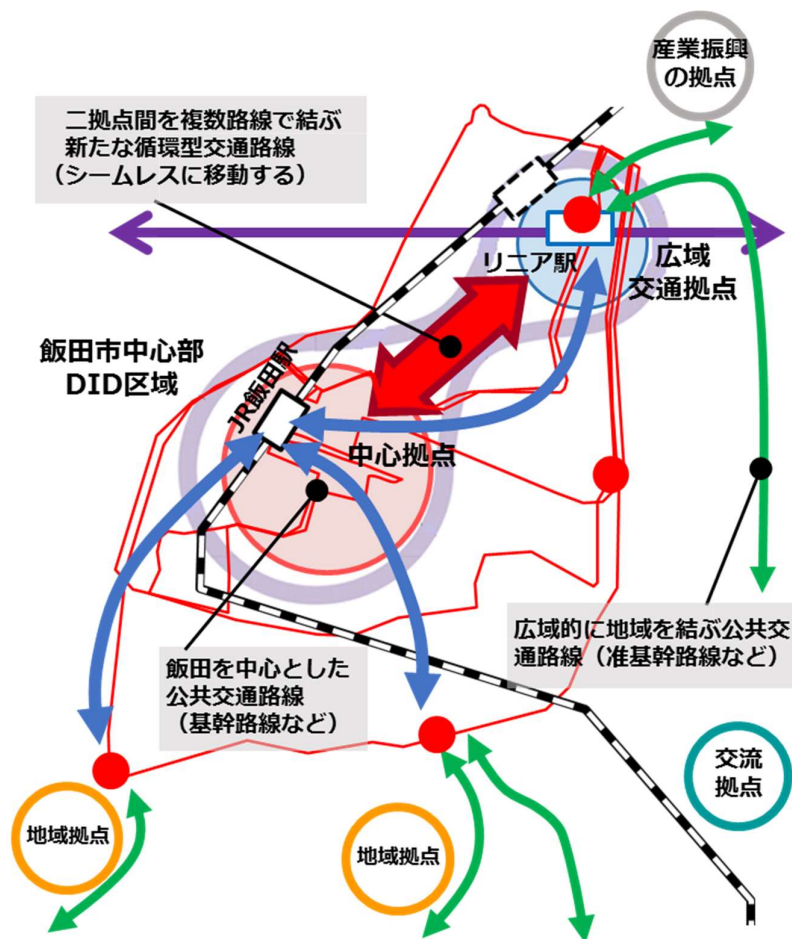 産業振興
の拠点
二拠点間を複数路線で結ぶ
新たな循環型交通路線
（シームレスに移動する）
リニア駅
広域
交通拠点
飯田市中心部
DID区域
JR飯田駅
中心拠点
広域的に地域を結ぶ公共交
通路線（准基幹路線など）
飯田を中心とした
公共交通路線
（基幹路線など）
交流
拠点
地域拠点
地域拠点